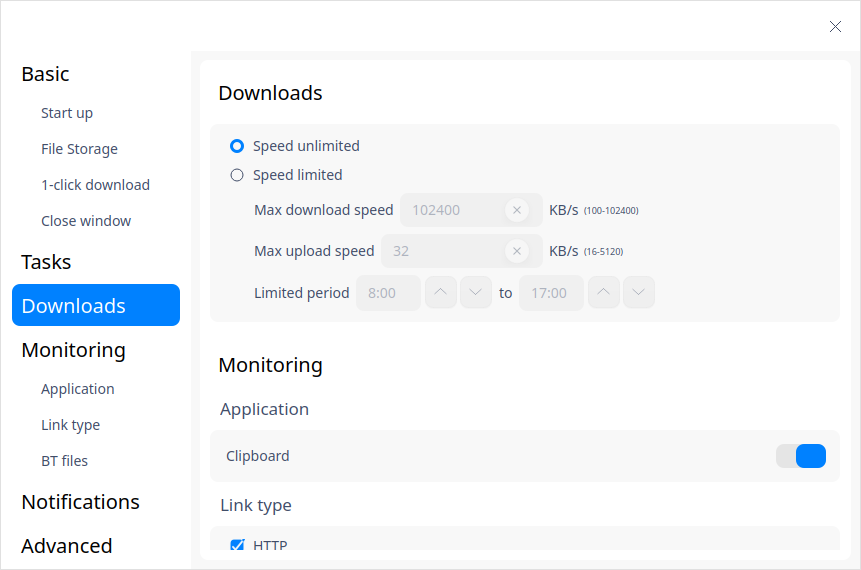 Basic
Start up
File Storage
1-click download
Close window
Tasks
Downloads
Monitoring
Application
Link type
BT files
Notifications
Advanced
Downloads
Speed unlimited
Speed limited
Max download speed 102400 KB/s (100-102400)
Max upload speed 32 KB/s (16-5120)
Limited period 8:00 to 17:00
Monitoring
Application
Clipboard
Link type
HTTP